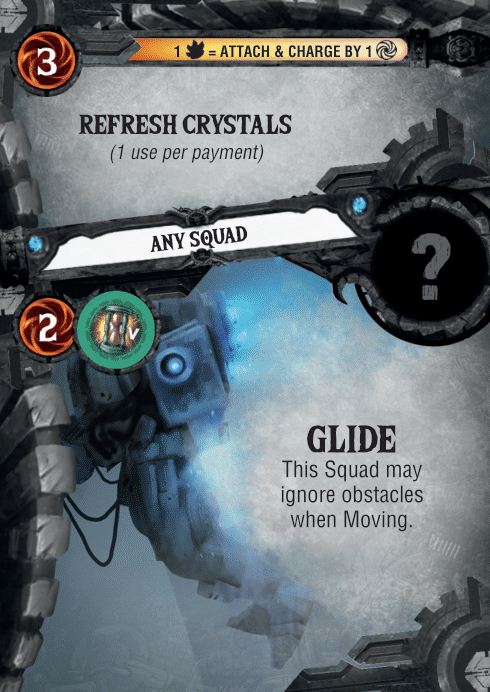 3
1 = ATTACH & CHARGE BY 1
REFRESH CRYSTALS
(1 use per payment)
ANY SQUAD
?
2
V
GLIDE
This Squad may
ignore obstacles
when Moving.